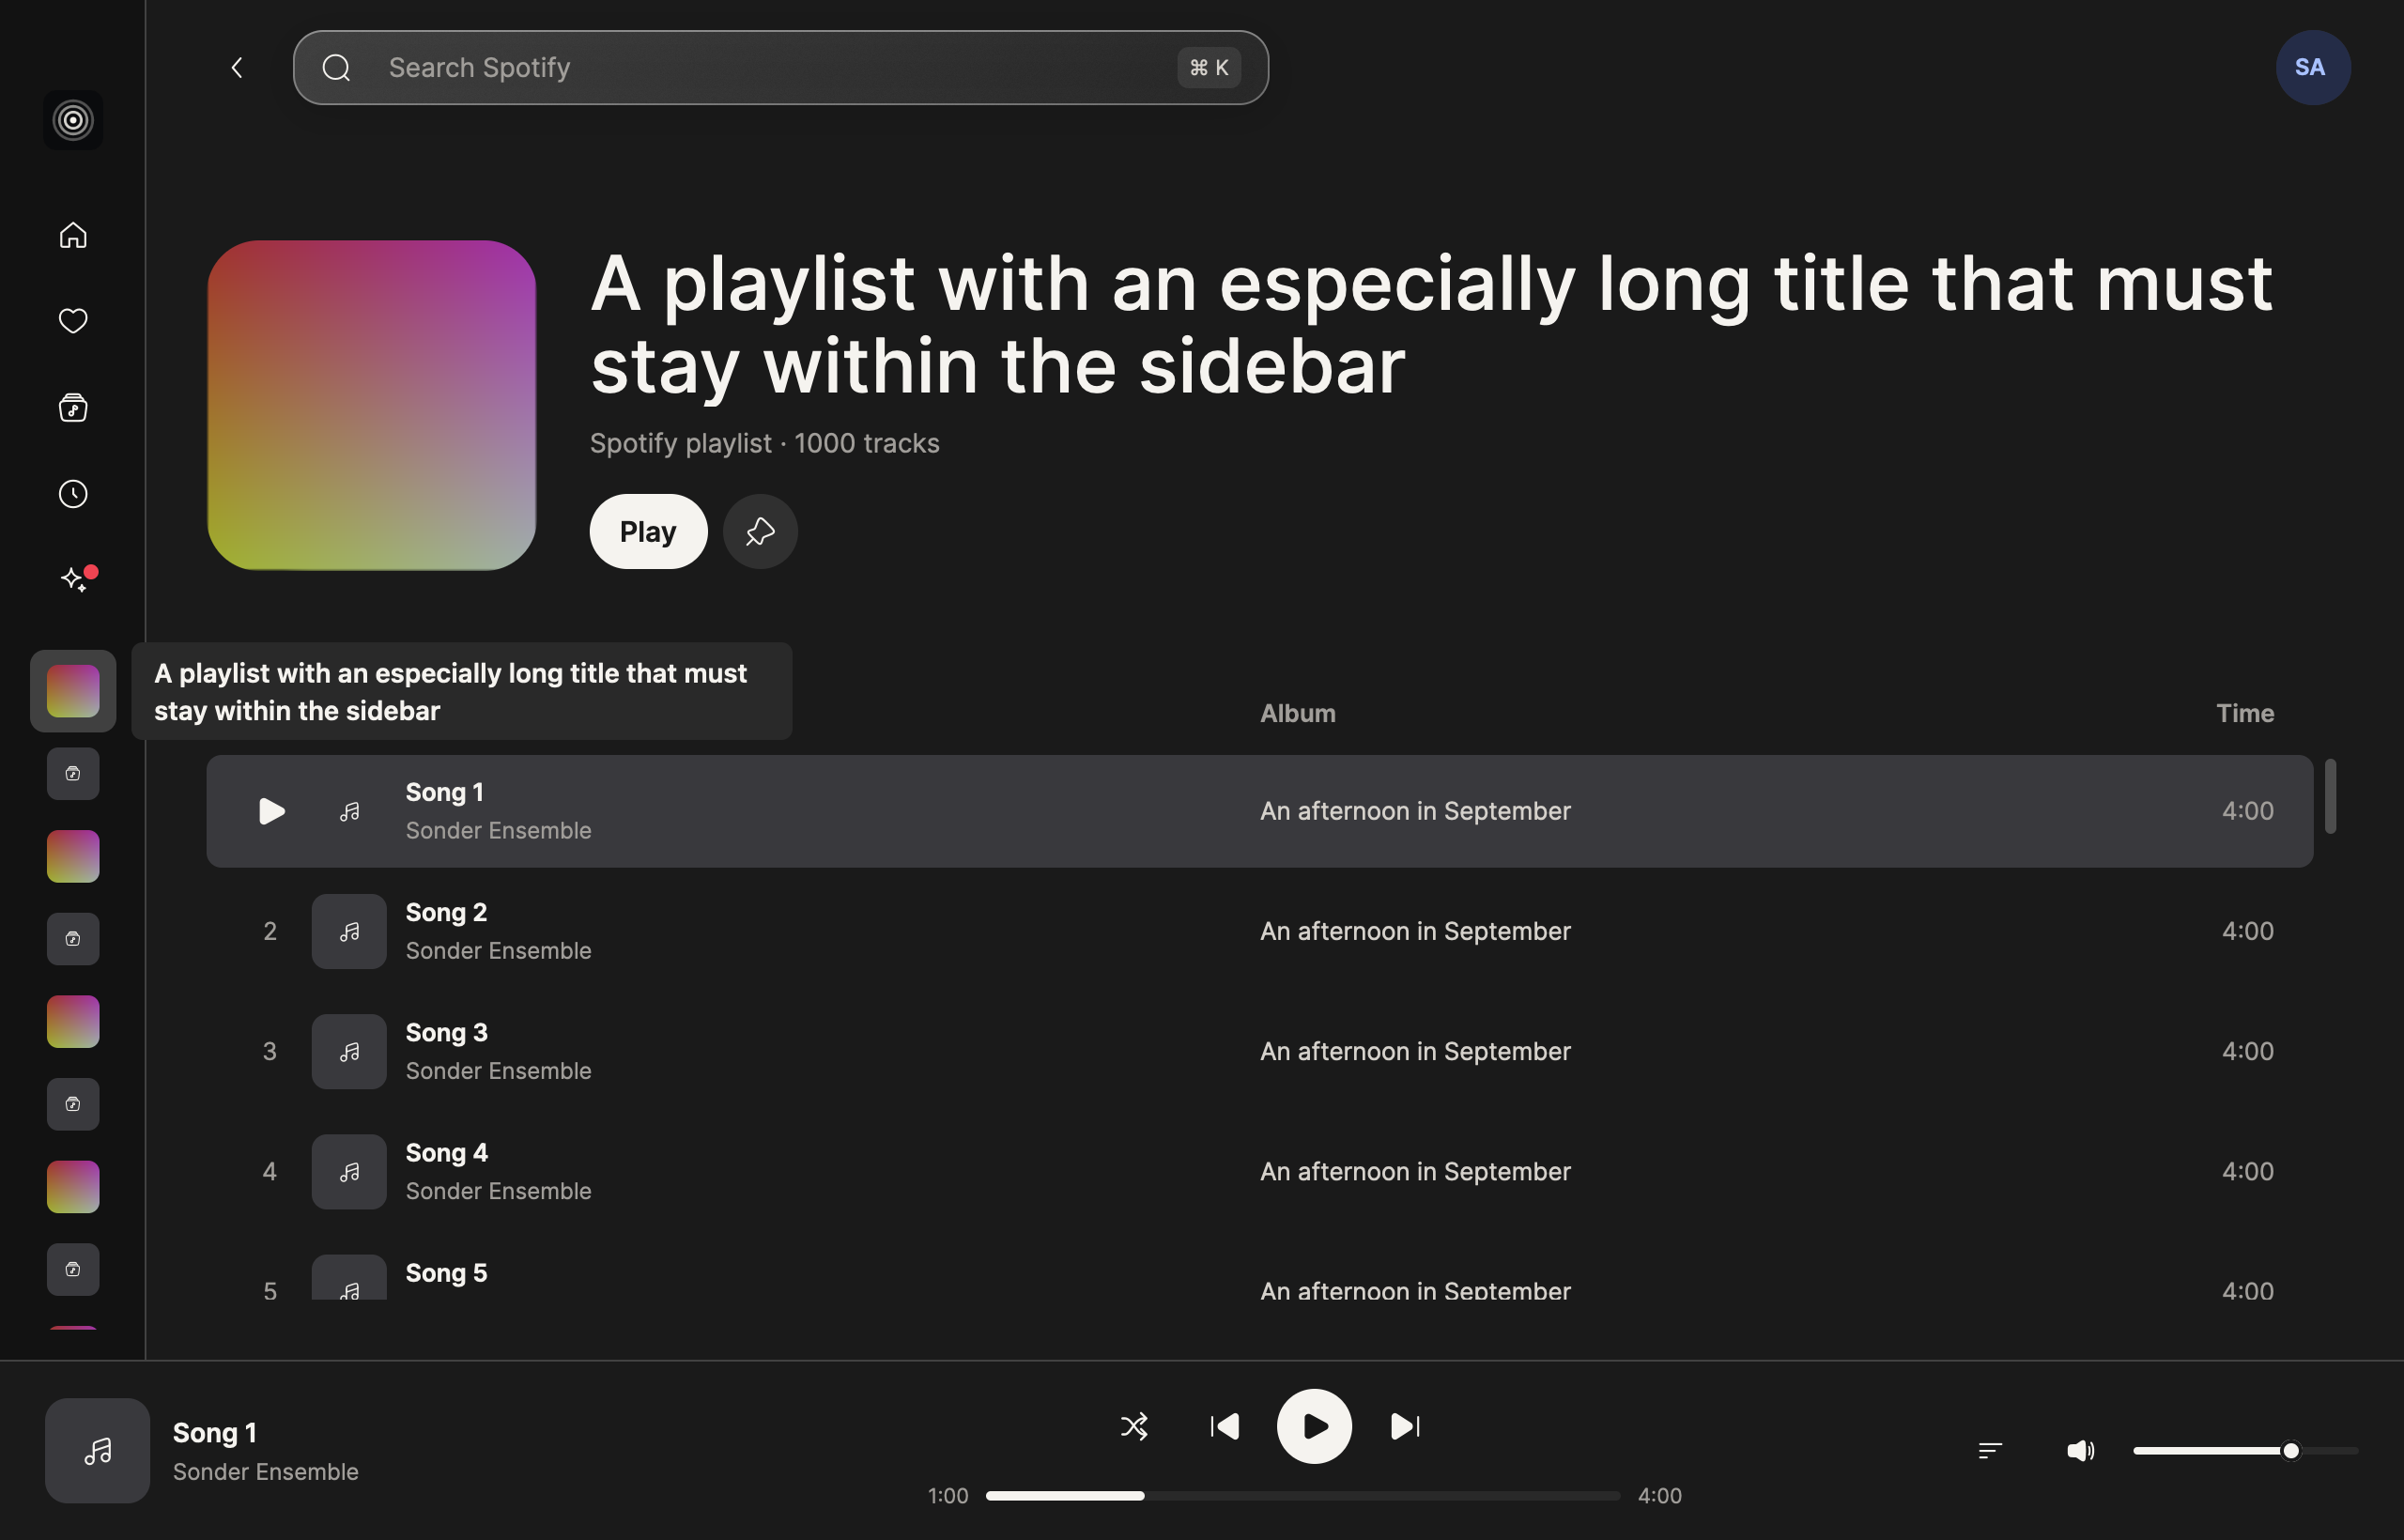 Search Spotify
⌘ K
SA
A playlist with an especially long title that must
stay within the sidebar
Spotify playlist · 1000 tracks
Play
A playlist with an especially long title that must
stay within the sidebar
Album
Time
Song 1
Sonder Ensemble
An afternoon in September
4:00
2
Song 2
Sonder Ensemble
An afternoon in September
4:00
3
Song 3
Sonder Ensemble
An afternoon in September
4:00
4
Song 4
Sonder Ensemble
An afternoon in September
4:00
5
Song 5
An afternoon in September
4:00
Song 1
Sonder Ensemble
1:00
4:00